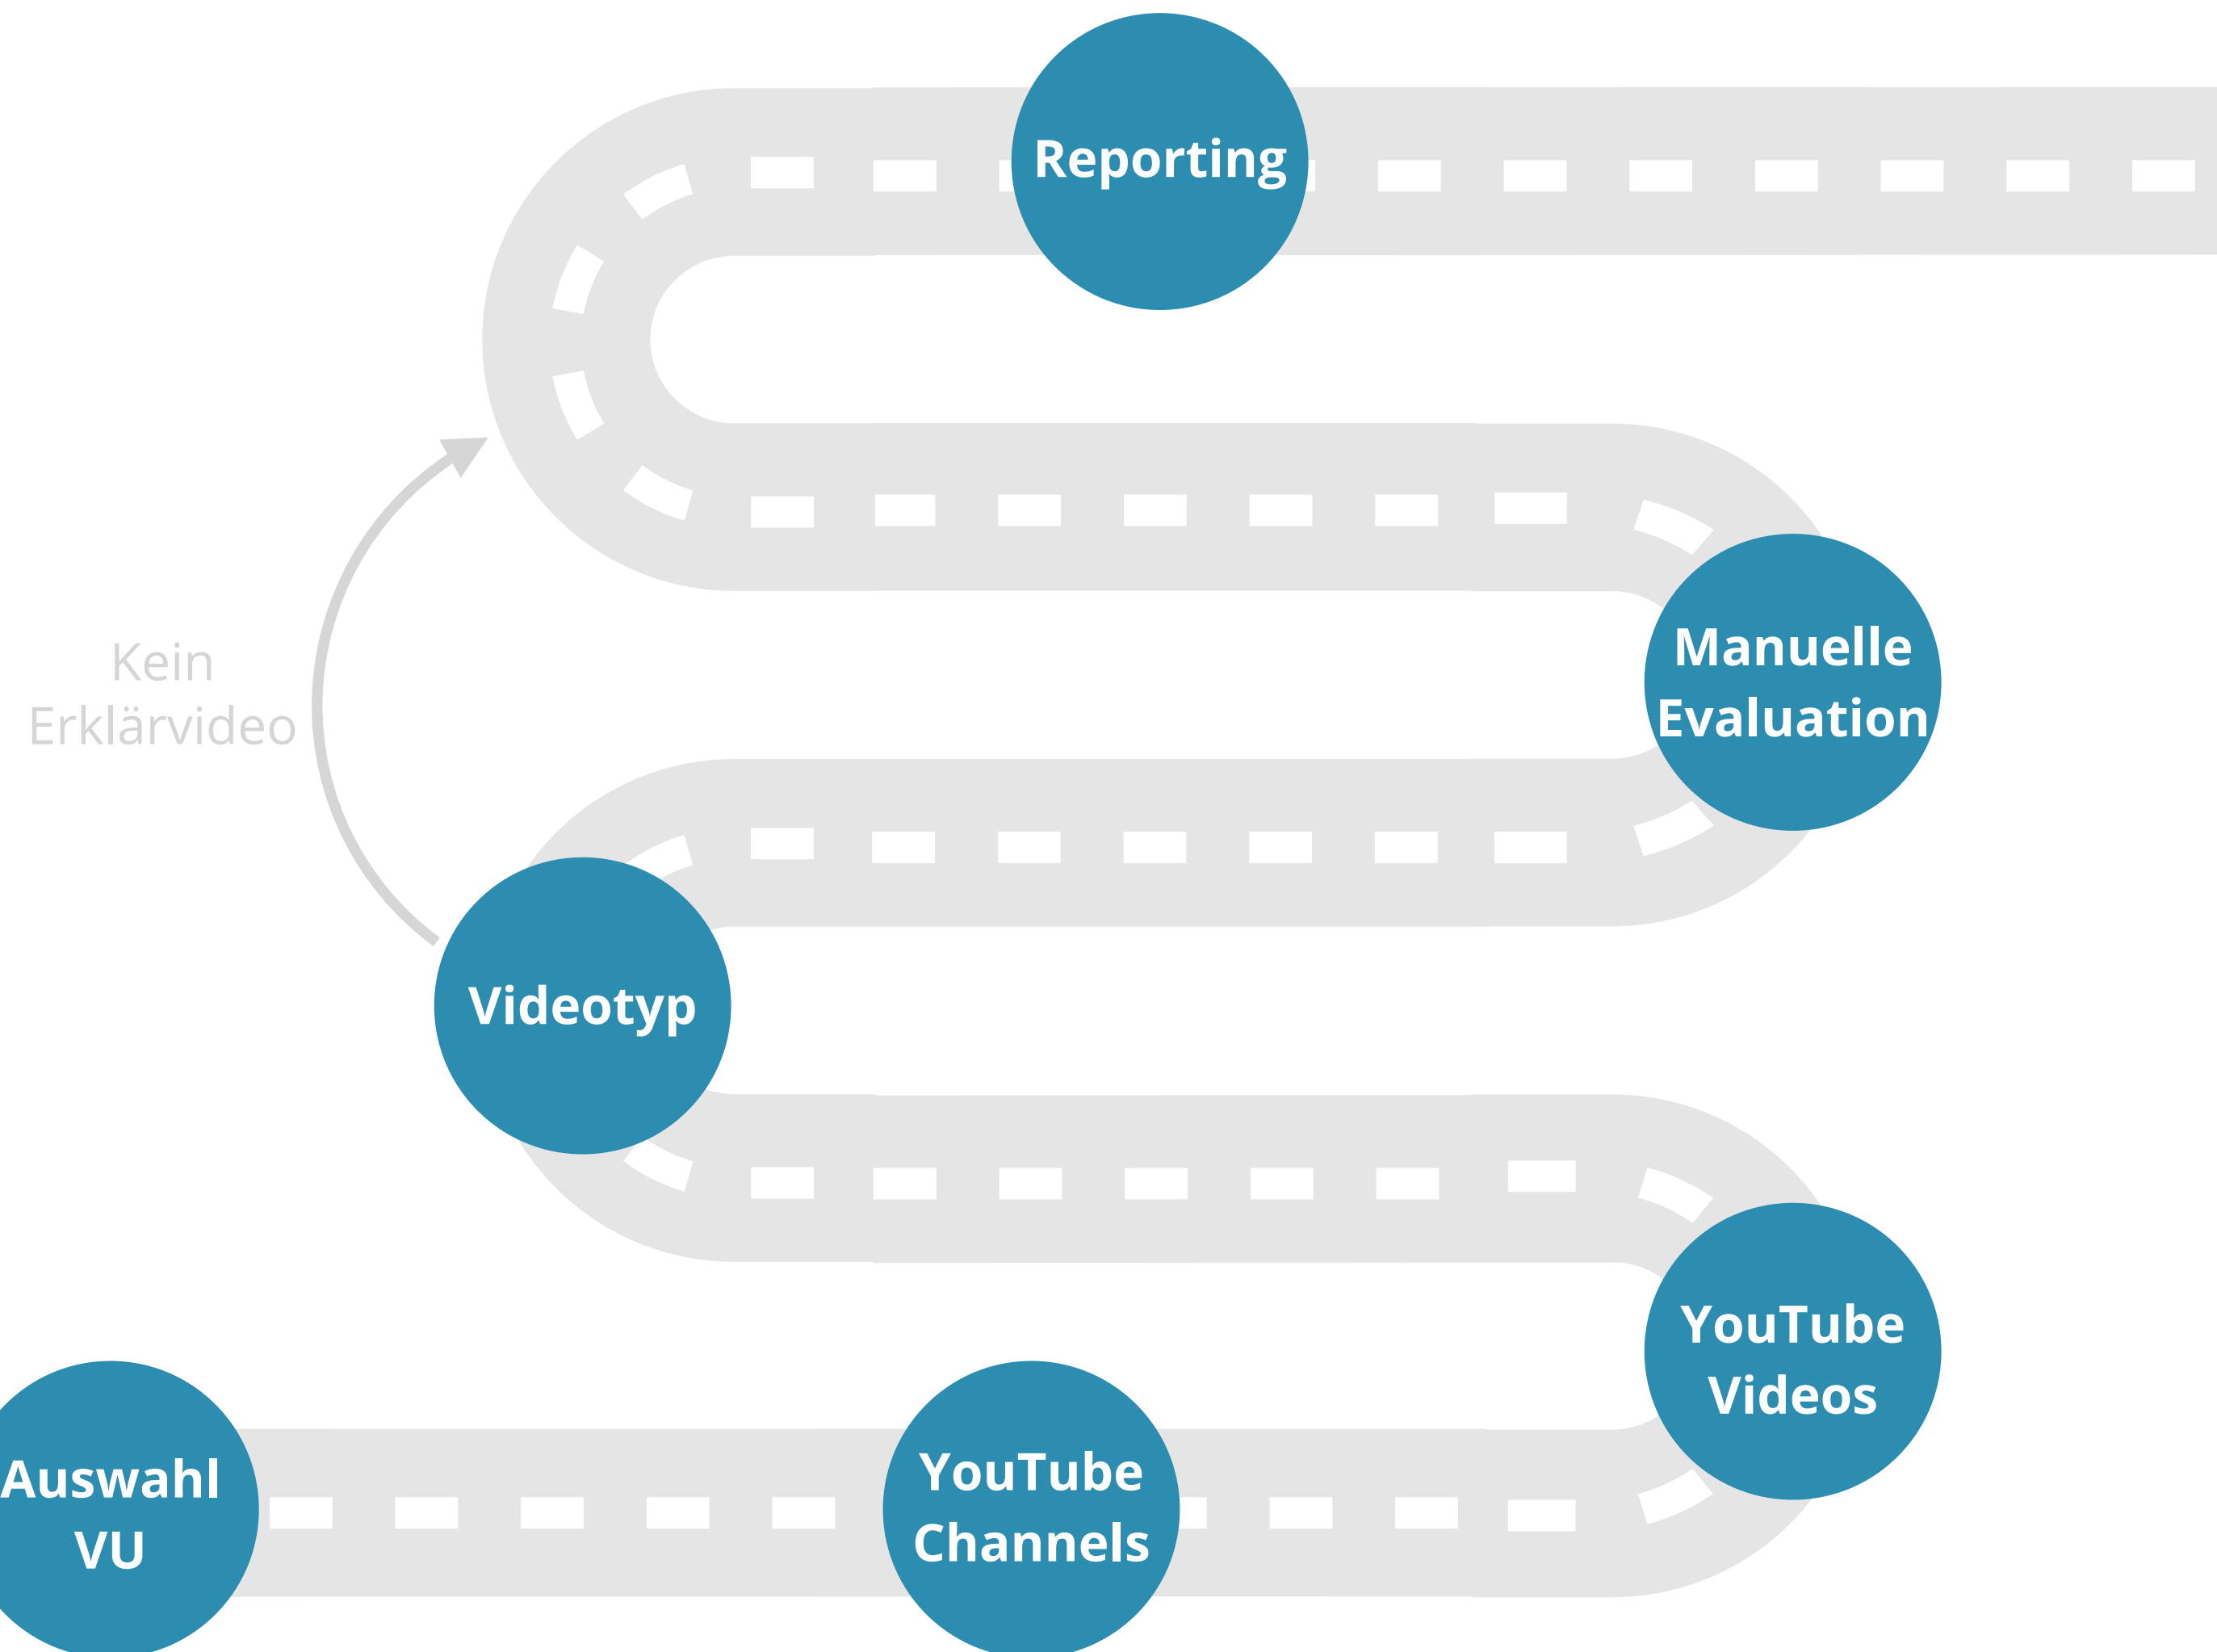 Reporting
Manuelle
Evaluation
Kein
Erklärvideo
Videotyp
YouTube
Videos
Auswahl
VU
YouTube
Channels